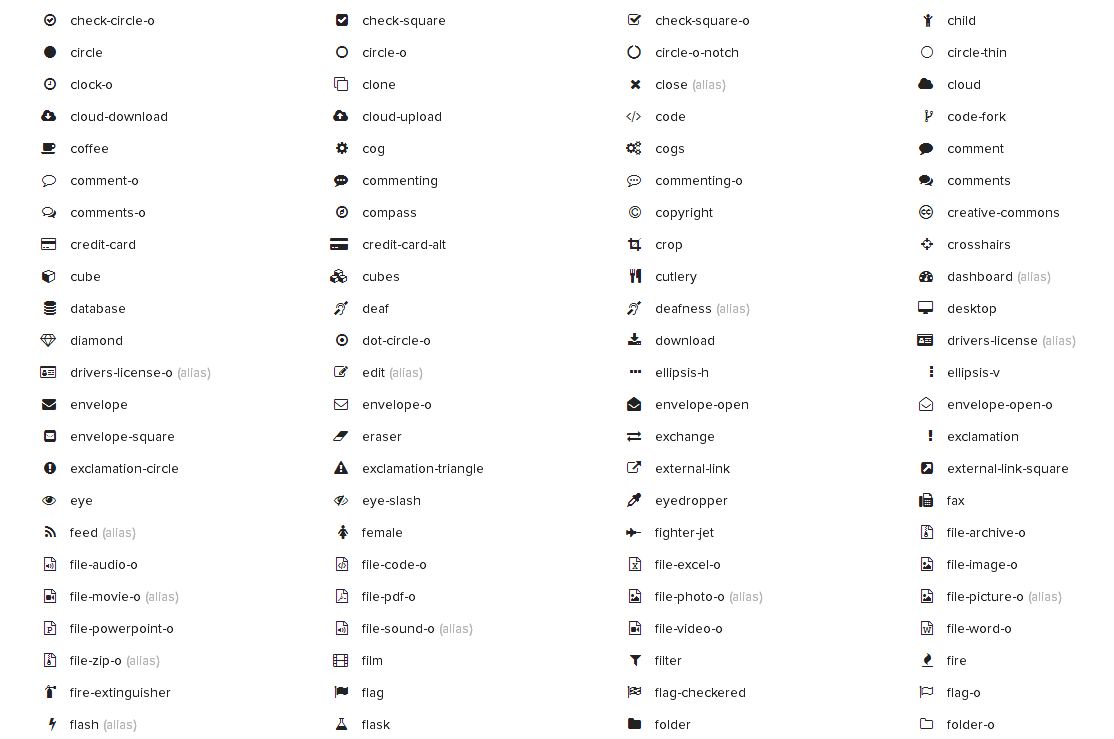 check-circle-o check-square check-square-o child
circle circle-o circle-o-notch circle-thin
clock-o clone close (alias) cloud
cloud-download cloud-upload code code-fork
coffee cog cogs comment
comment-o commenting commenting-o comments
comments-o compass copyright creative-commons
credit-card credit-card-alt crop crosshairs
cube cubes cutlery dashboard (alias)
database deaf deafness (alias) desktop
diamond dot-circle-o download drivers-license (alias)
drivers-license-o (alias) edit (alias) ellipsis-h ellipsis-v
envelope envelope-o envelope-open envelope-open-o
envelope-square eraser exchange exclamation
exclamation-circle exclamation-triangle external-link external-link-square
eye eye-slash eyedropper fax
feed (alias) female fighter-jet file-archive-o
file-audio-o file-code-o file-excel-o file-image-o
file-movie-o (alias) file-pdf-o file-photo-o (alias) file-picture-o (alias)
file-powerpoint-o file-sound-o (alias) file-video-o file-word-o
file-zip-o (alias) film filter fire
fire-extinguisher flag flag-checkered flag-o
flash (alias) flask folder folder-o